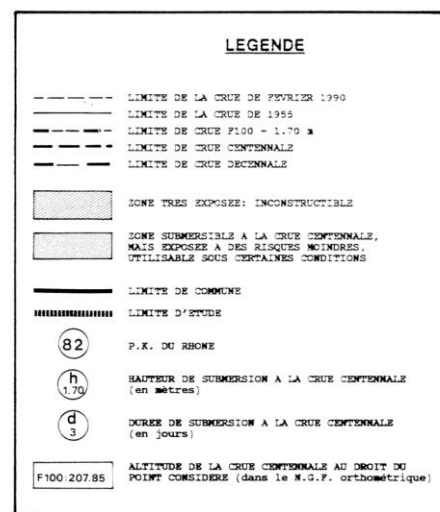 LEGENDE
LIMITE DE LA CRUE DE FEVRIER 1990
LIMITE DE LA CRUE DE 1955
LIMITE DE CRUE F100 - 1.70 m
LIMITE DE CRUE CENTENNALE
LIMITE DE CRUE DECENNALE
ZONE TRES EXPOSEE: INCONSTRUCTIBLE
ZONE SUBMERSIBLE A LA CRUE CENTENNALE,
MAIS EXPOSEE A DES RISQUES MOINDRES,
UTILISABLE SOUS CERTAINES CONDITIONS
LIMITE DE COMMUNE
LIMITE D'ETUDE
82
P.K. DU RHONE
h
1.70
HAUTEUR DE SUBMERSION A LA CRUE CENTENNALE
(en mètres)
d
3
DUREE DE SUBMERSION A LA CRUE CENTENNALE
(en jours)
F100:207.85
ALTITUDE DE LA CRUE CENTENNALE AU DROIT DU
POINT CONSIDERE (dans le N.G.F. orthométrique)